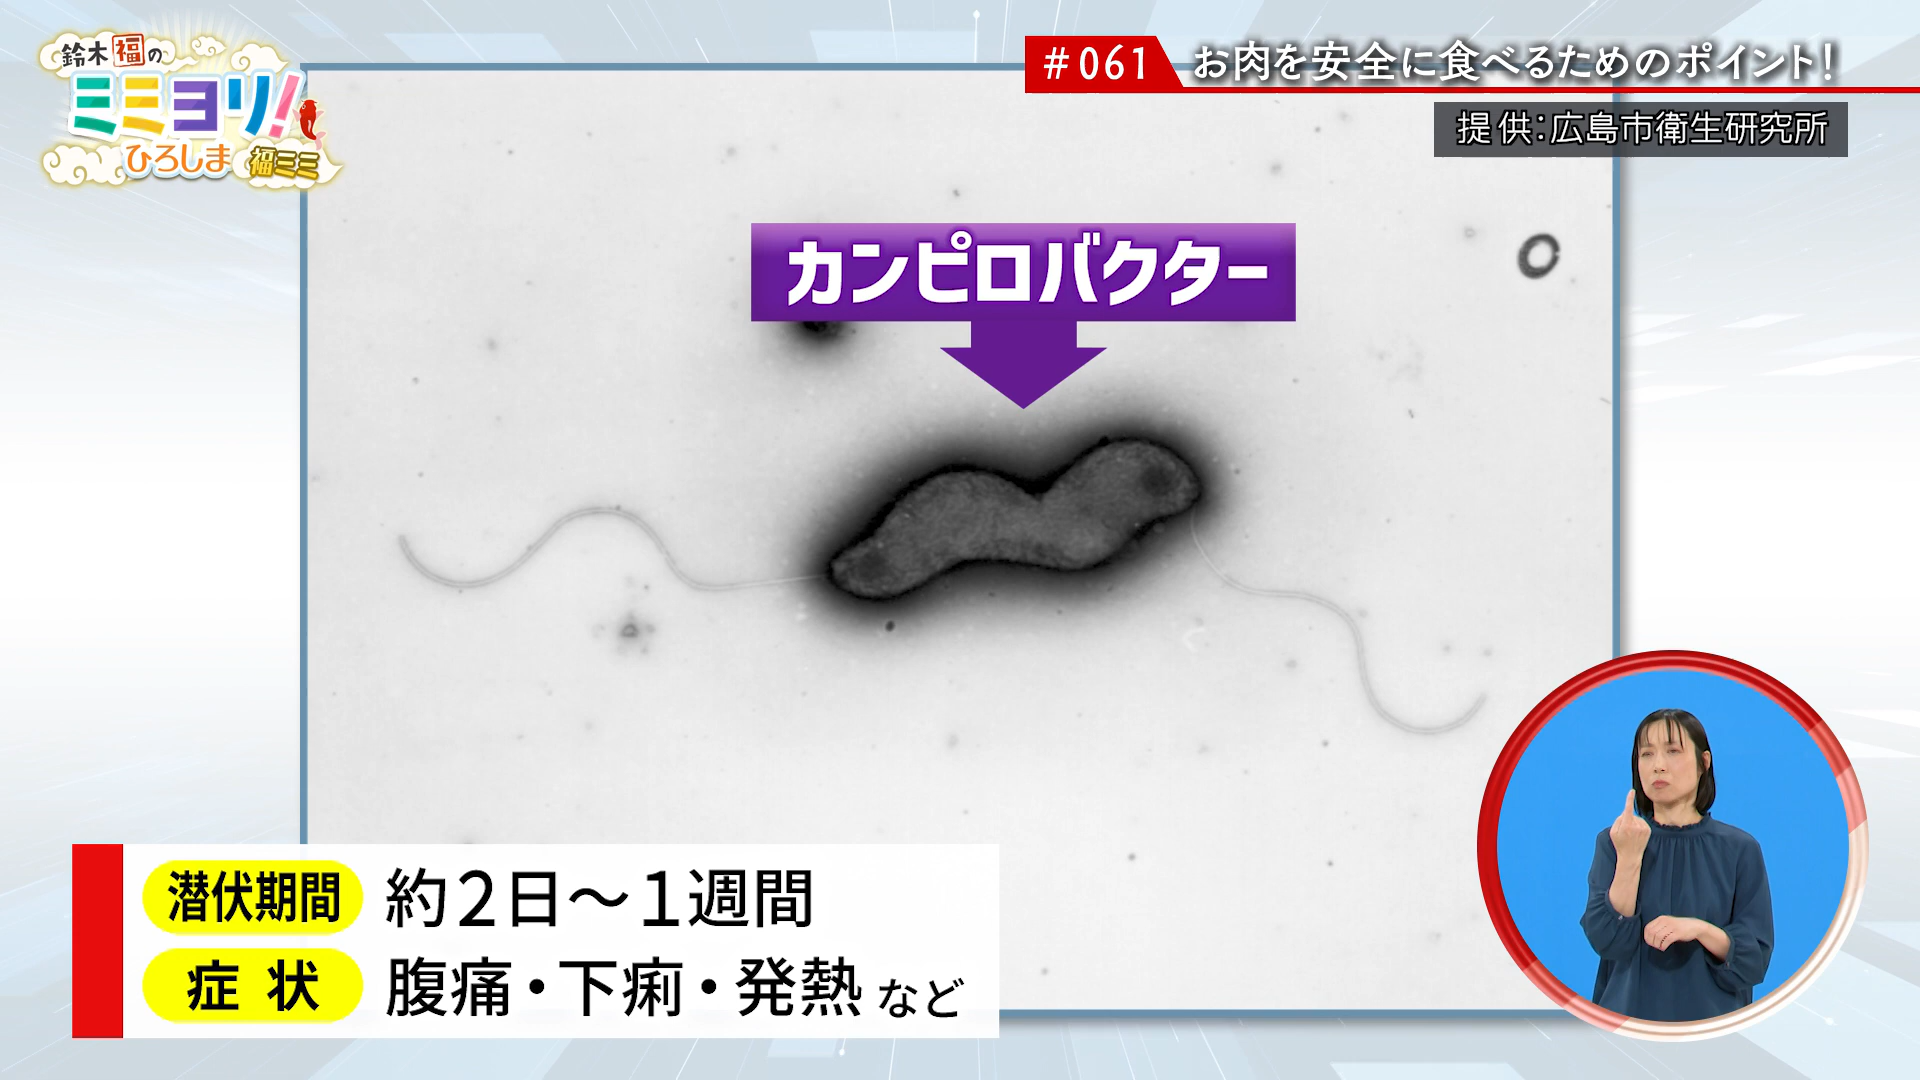 鈴木福の
ミミヨリ!
ひろしま 福ミミ
#061 お肉を安全に食べるためのポイント!
提供:広島市衛生研究所
カンピロバクター
潜伏期間 約2日～1週間
症状 腹痛・下痢・発熱 など